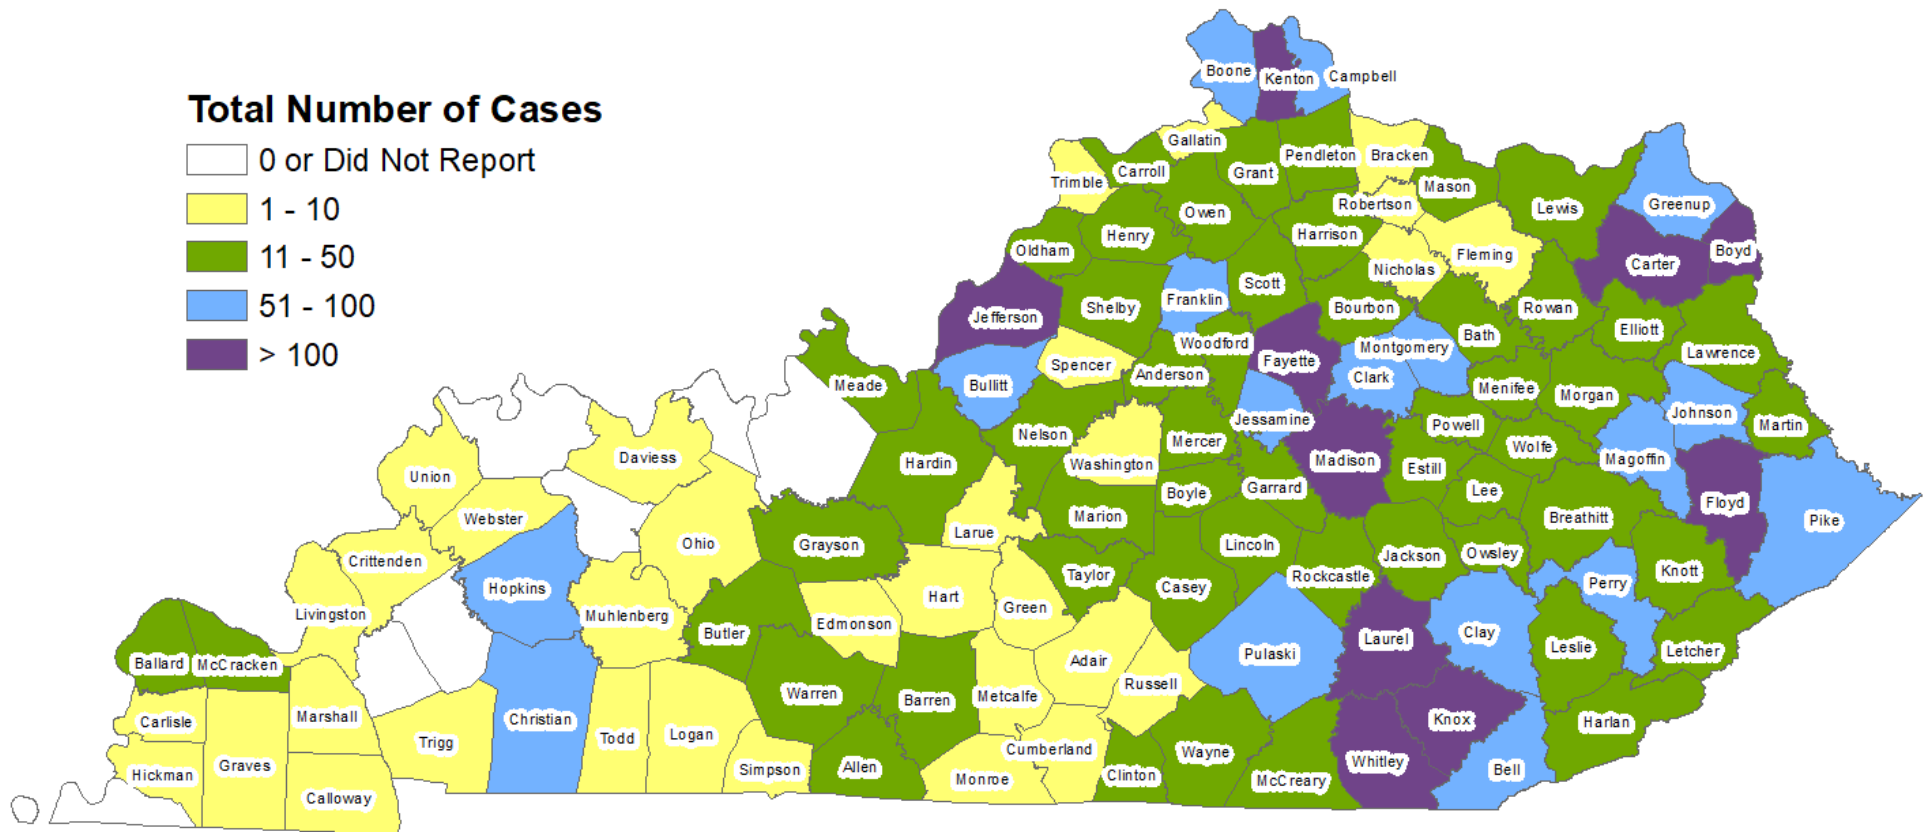 Total Number of Cases
0 or Did Not Report
1 - 10
11 - 50
51 - 100
> 100
Boone
Kenton
Campbell
Gallatin
Pendleton
Bracken
Trimble
Carroll
Grant
Mason
Robertson
Lewis
Greenup
Owen
Henry
Harrison
Oldham
Fleming
Boyd
Nicholas
Carter
Scott
Franklin
Shelby
Bourbon
Rowan
Jefferson
Elliott
Bath
Woodford
Montgomery
Lawrence
Fayette
Spencer
Anderson
Clark
Bullitt
Meade
Menifee
Morgan
Johnson
Jessamine
Powell
Martin
Nelson
Mercer
Wolfe
Daviess
Hardin
Washington
Madison
Estill
Magoffin
Union
Boyle
Garrard
Lee
Floyd
Webster
Marion
Breathitt
Pike
Larue
Ohio
Grayson
Lincoln
Jackson
Owsley
Crittenden
Taylor
Rockcastle
Knott
Hopkins
Casey
Perry
Hart
Green
Livingston
Muhlenberg
Edmonson
Butler
Laurel
Clay
Leslie
Letcher
Ballard
McCracken
Adair
Pulaski
Russell
Warren
Metcalfe
Barren
Carlisle
Marshall
Christian
Knox
Harlan
Todd
Logan
Trigg
Cumberland
Wayne
Graves
Hickman
Simpson
Allen
Monroe
Clinton
McCreary
Whitley
Bell
Calloway